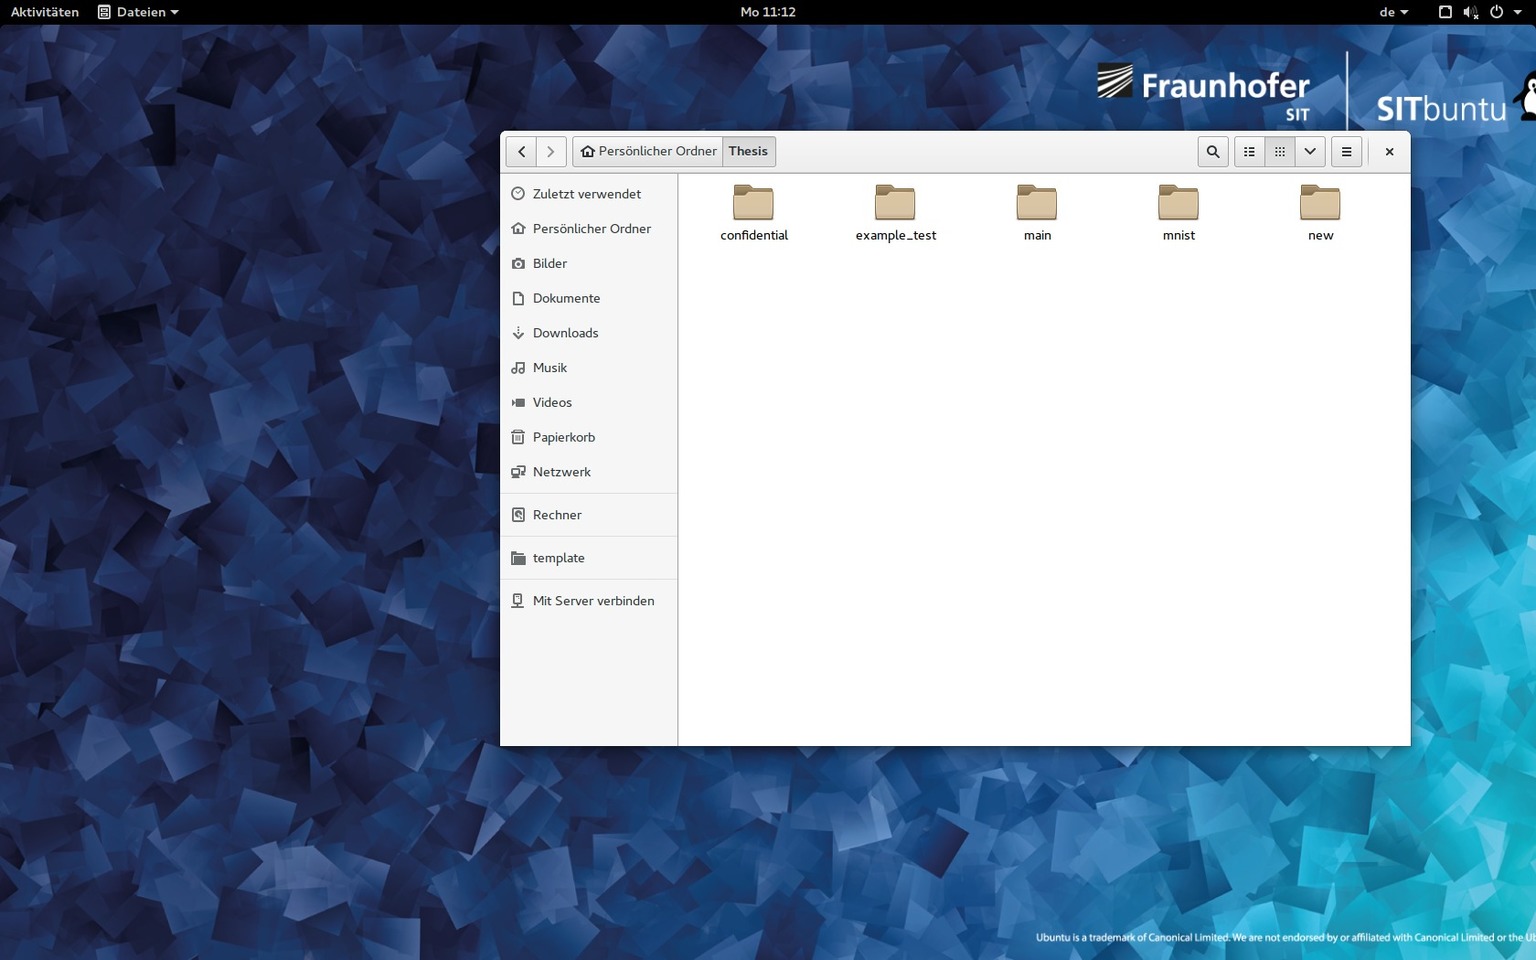 Aktivitäten Dateien Mo 11:12 de
Fraunhofer
SIT
SITbuntu
Persönlicher Ordner Thesis
Zuletzt verwendet
Persönlicher Ordner
Bilder
Dokumente
Downloads
Musik
Videos
Papierkorb
Netzwerk
Rechner
template
Mit Server verbinden
confidential example_test main mnist new
Ubuntu is a trademark of Canonical Limited. We are not endorsed by or affiliated with Canonical Limited or the Ub